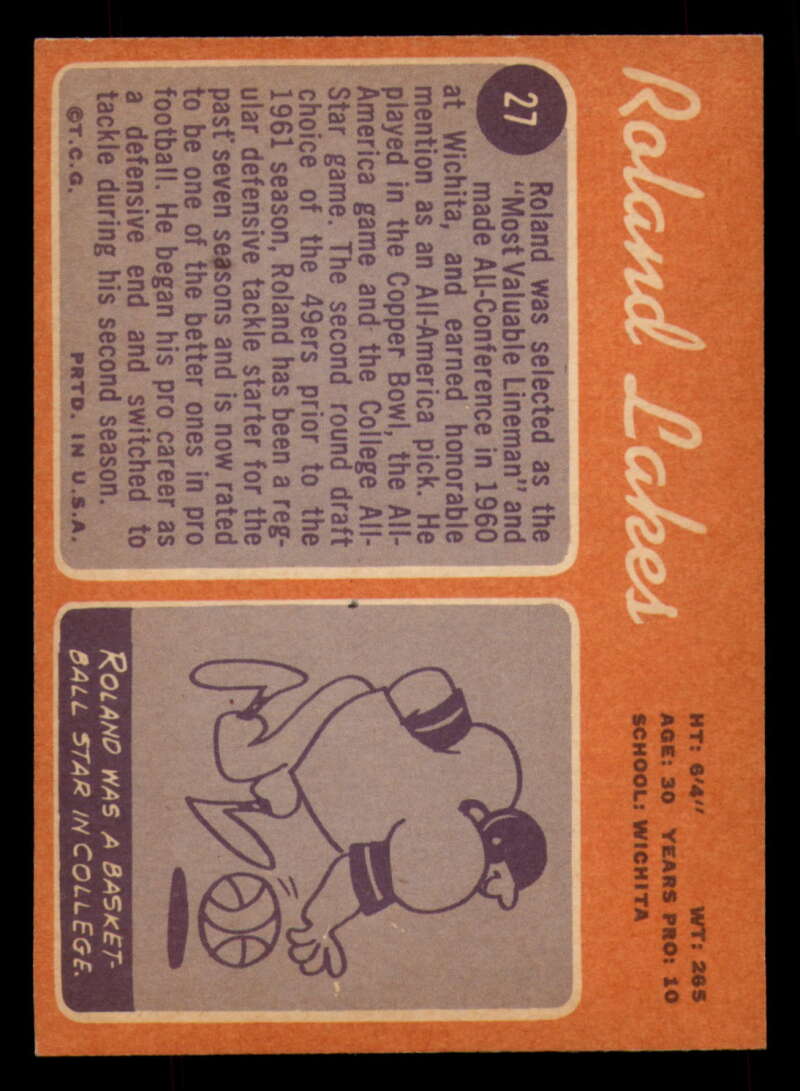 Roland Lakes
HT: 6'4" WT: 265
AGE: 30 YEARS PRO: 10
SCHOOL: WICHITA
27
Roland was selected as the
"Most Valuable Lineman" and
made All-Conference in 1960
at Wichita, and earned honorable
mention as an All-America pick. He
played in the Copper Bowl, the All-
America game and the College All-
Star game. The second round draft
choice of the 49ers prior to the
1961 season, Roland has been a reg-
ular defensive tackle starter for the
past seven seasons and is now rated
to be one of the better ones in pro
football. He began his pro career as
a defensive end and switched to
tackle during his second season.
©T.C.G. PRTD. IN U.S.A.
ROLAND WAS A BASKET-
BALL STAR IN COLLEGE.